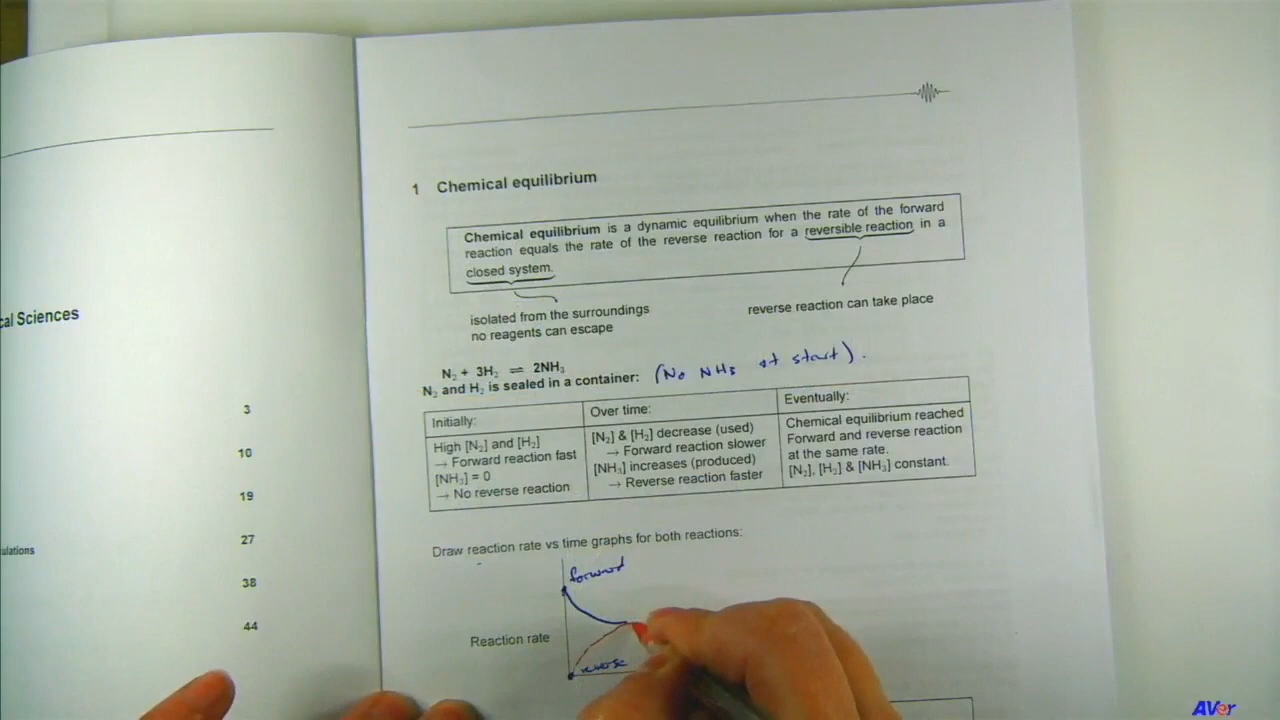 cal Sciences
3
10
19
ulations 27
38
44
1 Chemical equilibrium
Chemical equilibrium is a dynamic equilibrium when the rate of the forward
reaction equals the rate of the reverse reaction for a reversible reaction in a
closed system.
isolated from the surroundings
no reagents can escape
reverse reaction can take place
N₂ + 3H₂ ⇌ 2NH₃
N₂ and H₂ is sealed in a container: (No NH₃ at start).
Initially:
High [N₂] and [H₂]
→ Forward reaction fast
[NH₃] = 0
→ No reverse reaction
Over time:
[N₂] & [H₂] decrease (used)
→ Forward reaction slower
[NH₃] increases (produced)
→ Reverse reaction faster
Eventually:
Chemical equilibrium reached
Forward and reverse reaction
at the same rate.
[N₂], [H₂] & [NH₃] constant.
Draw reaction rate vs time graphs for both reactions:
forward
Reaction rate
reverse
AVer